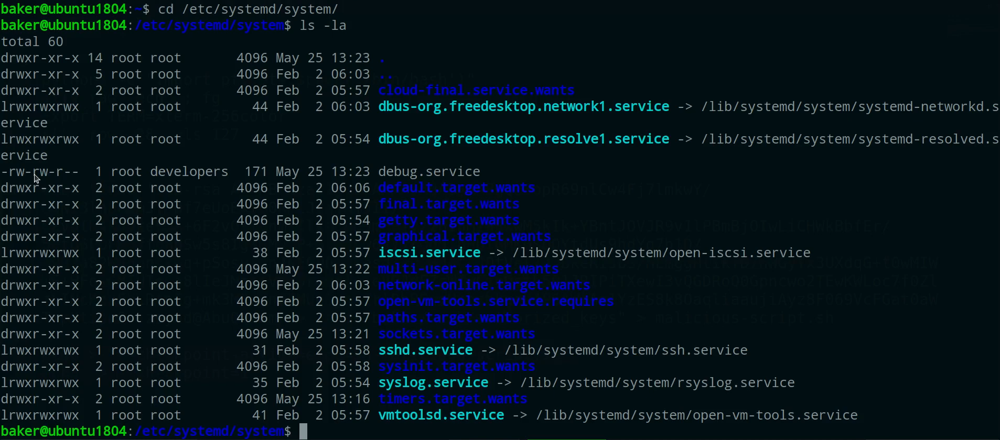 baker@ubuntu1804:~$ cd /etc/systemd/system/
baker@ubuntu1804:/etc/systemd/system$ ls -la
total 60
drwxr-xr-x 14 root root       4096 May 25 13:23 .
drwxr-xr-x  5 root root       4096 Feb  2 06:03 ..
drwxr-xr-x  2 root root       4096 Feb  2 05:57 cloud-final.service.wants
lrwxrwxrwx  1 root root         44 Feb  2 06:03 dbus-org.freedesktop.network1.service -> /lib/systemd/system/systemd-networkd.s
ervice
lrwxrwxrwx  1 root root         44 Feb  2 05:54 dbus-org.freedesktop.resolve1.service -> /lib/systemd/system/systemd-resolved.s
ervice
-rw-rw-r--  1 root developers  171 May 25 13:23 debug.service
drwxr-xr-x  2 root root       4096 Feb  2 06:06 default.target.wants
drwxr-xr-x  2 root root       4096 Feb  2 05:57 final.target.wants
drwxr-xr-x  2 root root       4096 Feb  2 05:54 getty.target.wants
drwxr-xr-x  2 root root       4096 Feb  2 05:57 graphical.target.wants
lrwxrwxrwx  1 root root         38 Feb  2 05:57 iscsi.service -> /lib/systemd/system/open-iscsi.service
drwxr-xr-x  2 root root       4096 May 25 13:22 multi-user.target.wants
drwxr-xr-x  2 root root       4096 Feb  2 06:03 network-online.target.wants
drwxr-xr-x  2 root root       4096 Feb  2 05:57 open-vm-tools.service.requires
drwxr-xr-x  2 root root       4096 Feb  2 05:57 paths.target.wants
drwxr-xr-x  2 root root       4096 May 25 13:21 sockets.target.wants
lrwxrwxrwx  1 root root         31 Feb  2 05:58 sshd.service -> /lib/systemd/system/ssh.service
drwxr-xr-x  2 root root       4096 Feb  2 05:58 sysinit.target.wants
lrwxrwxrwx  1 root root         35 Feb  2 05:54 syslog.service -> /lib/systemd/system/rsyslog.service
drwxr-xr-x  2 root root       4096 May 25 13:16 timers.target.wants
lrwxrwxrwx  1 root root         41 Feb  2 05:57 vmtoolsd.service -> /lib/systemd/system/open-vm-tools.service
baker@ubuntu1804:/etc/systemd/system$